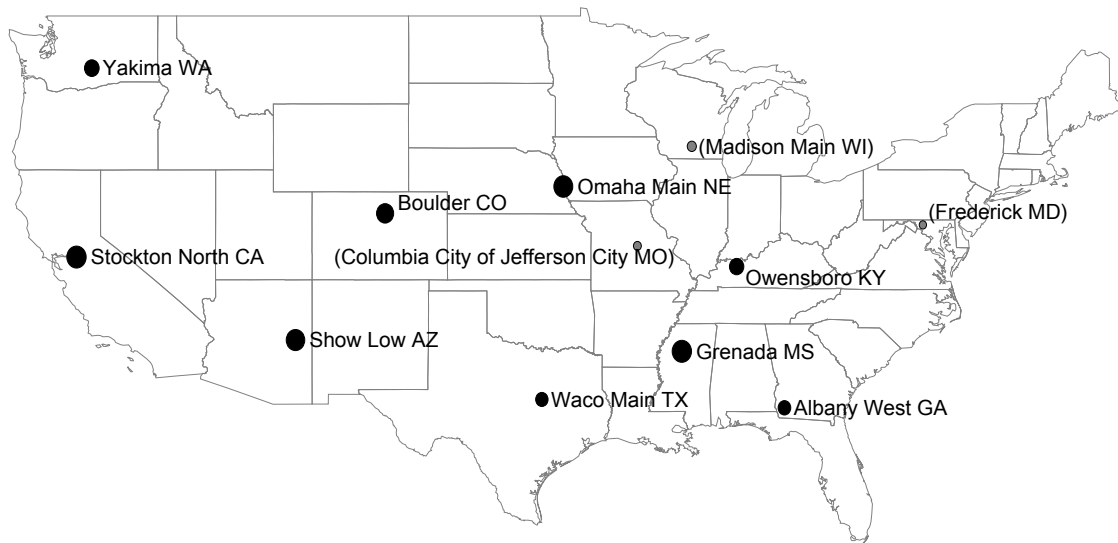 Yakima WA
(Madison Main WI)
Omaha Main NE
Boulder CO
(Frederick MD)
Stockton North CA
(Columbia City of Jefferson City MO)
Owensboro KY
Show Low AZ
Grenada MS
Waco Main TX
Albany West GA